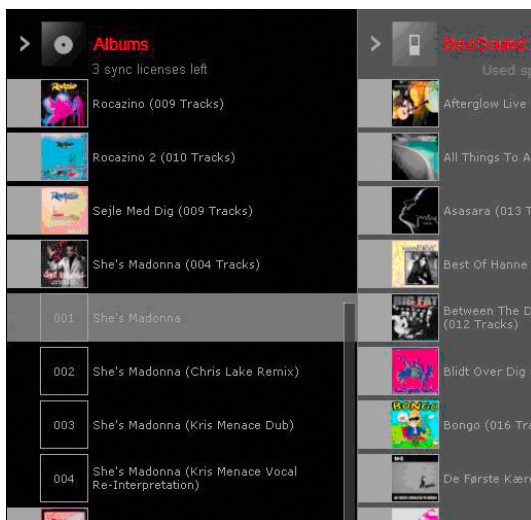 Albums
3 sync licenses left
Rocazino (009 Tracks)
Rocazino 2 (010 Tracks)
Sejle Med Dig (009 Tracks)
She's Madonna (004 Tracks)
001 She's Madonna
002 She's Madonna (Chris Lake Remix)
003 She's Madonna (Kris Menace Dub)
004 She's Madonna (Kris Menace Vocal
Re-Interpretation)
BeoSound
Used
Afterglow Live
All Things To
Asasara (013
Best Of Hanne
Between The
(012 Tracks)
Blidt Over Dig
Bongo (016
De Første
BONGO